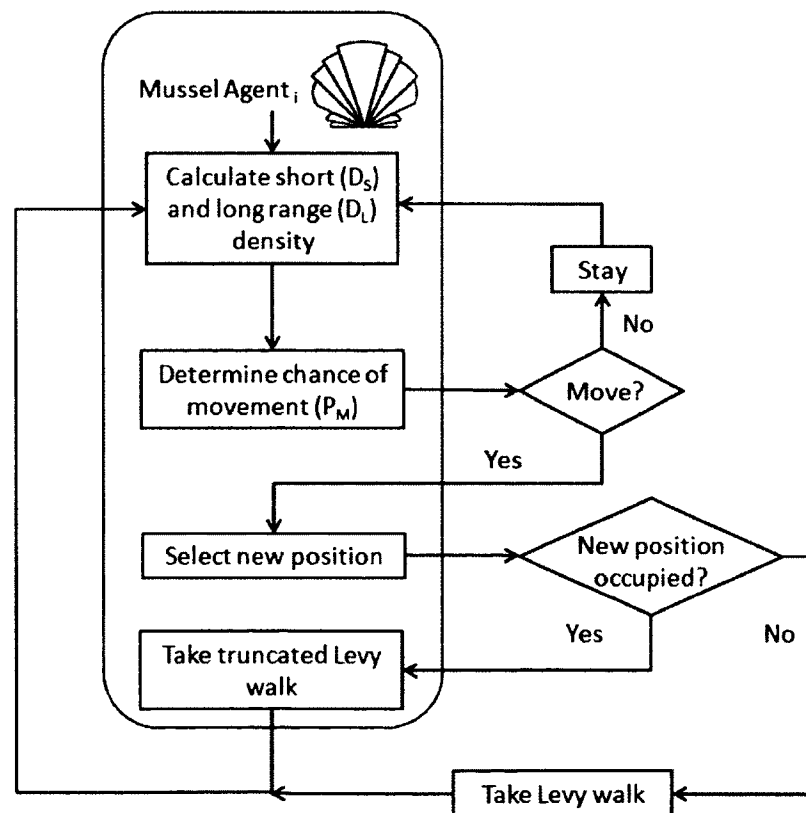 Mussel Agent i
Calculate short (DS)
and long range (DL)
density
Stay
No
Determine chance of
movement (PM)
Move?
Yes
Select new position
New position
occupied?
Yes
No
Take truncated Levy
walk
Take Levy walk